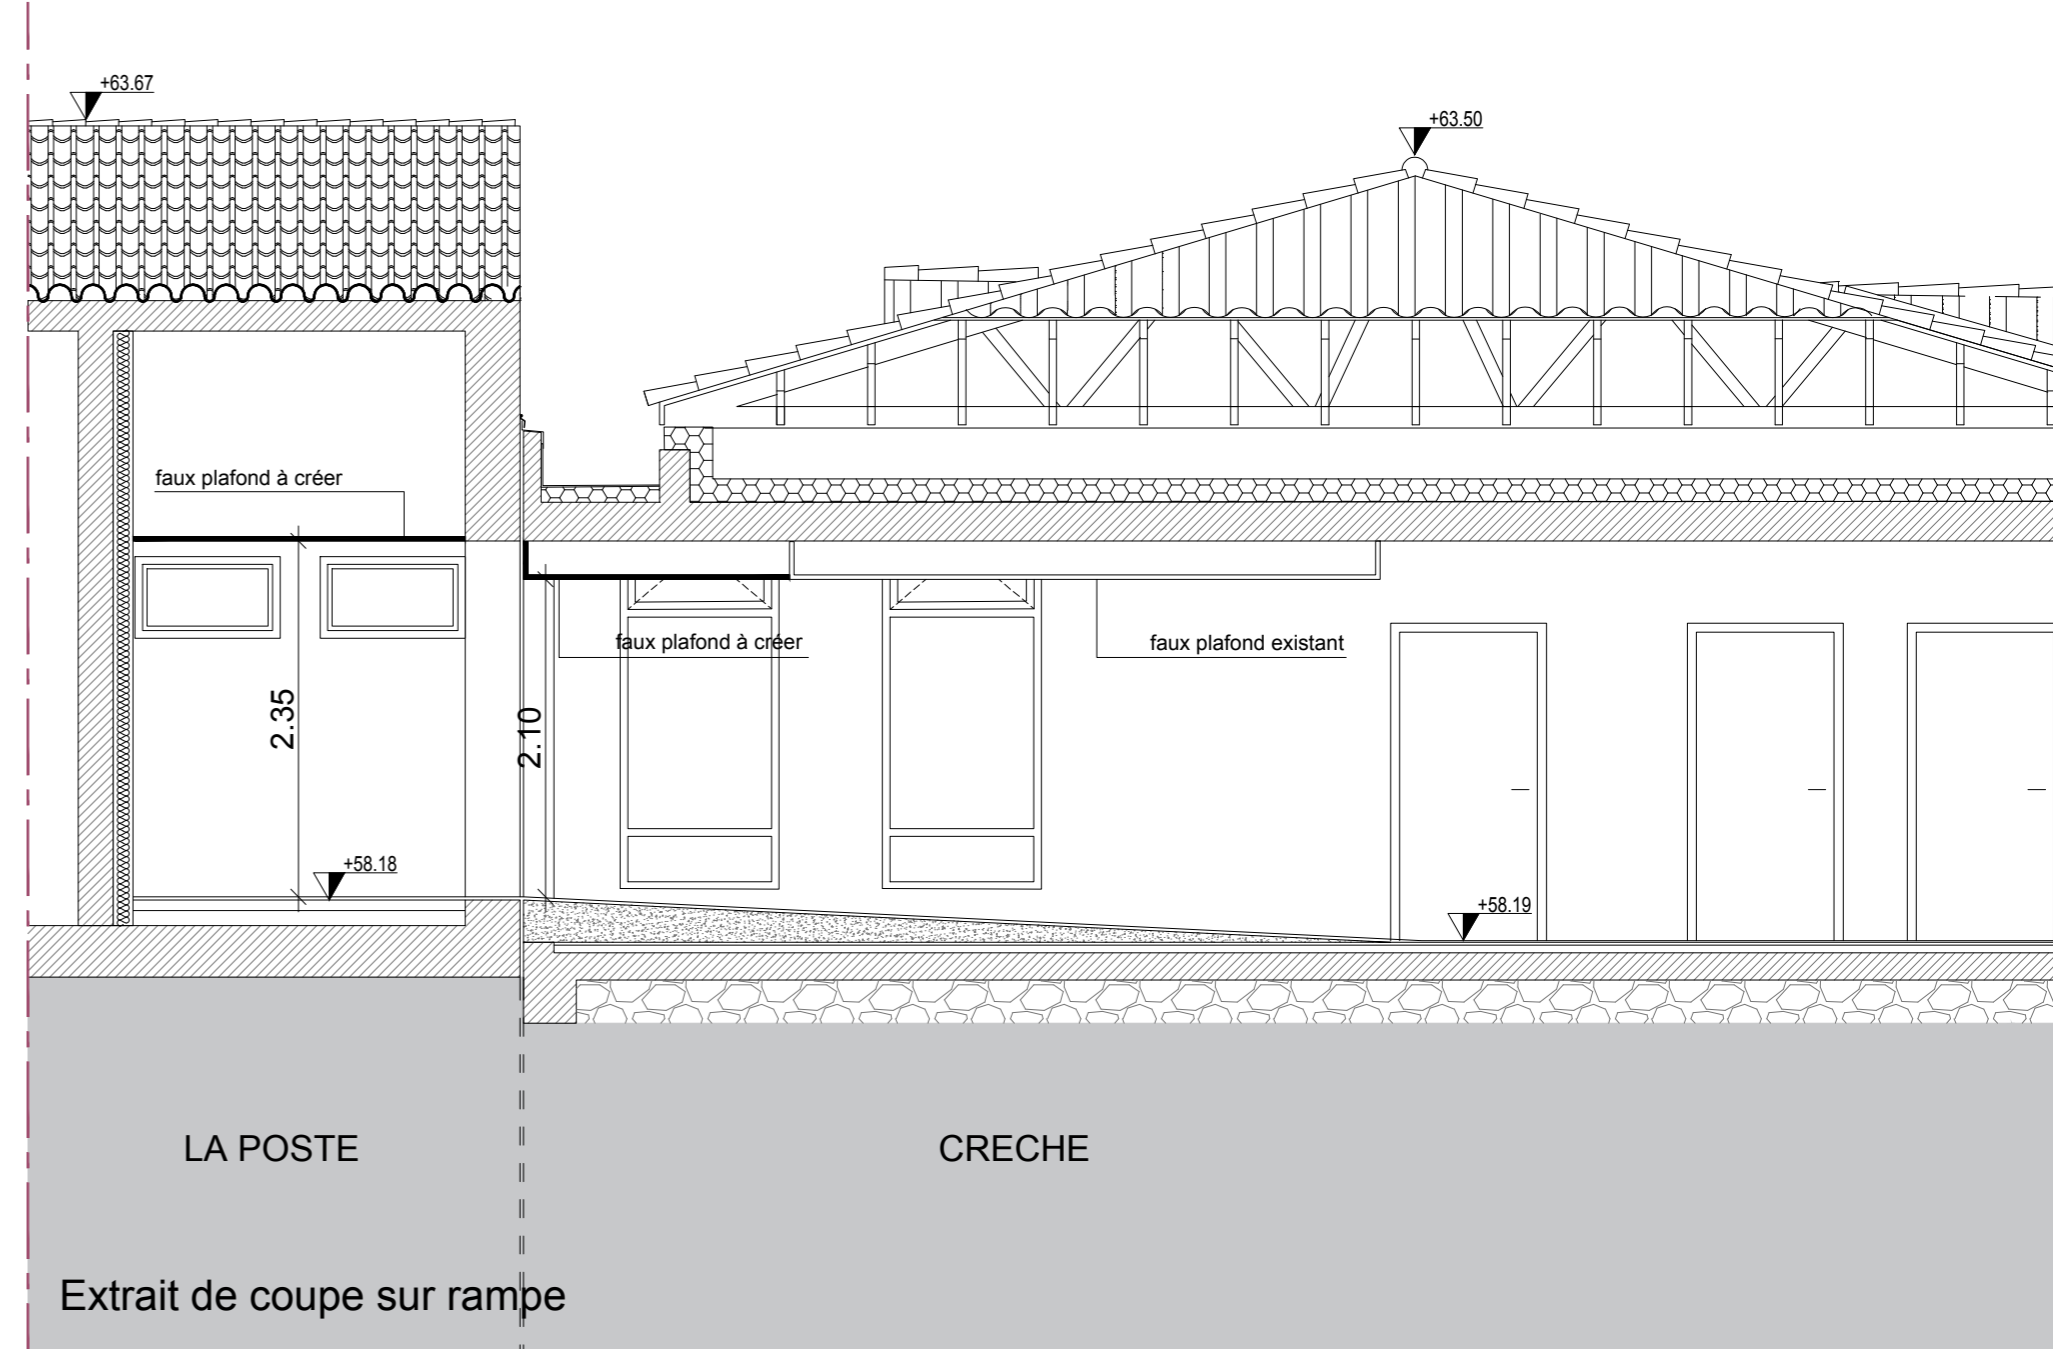 +63.67
+63.50
faux plafond à créer
faux plafond à créer
faux plafond existant
2.35
2.10
+58.18
+58.19
LA POSTE
CRECHE
Extrait de coupe sur rampe